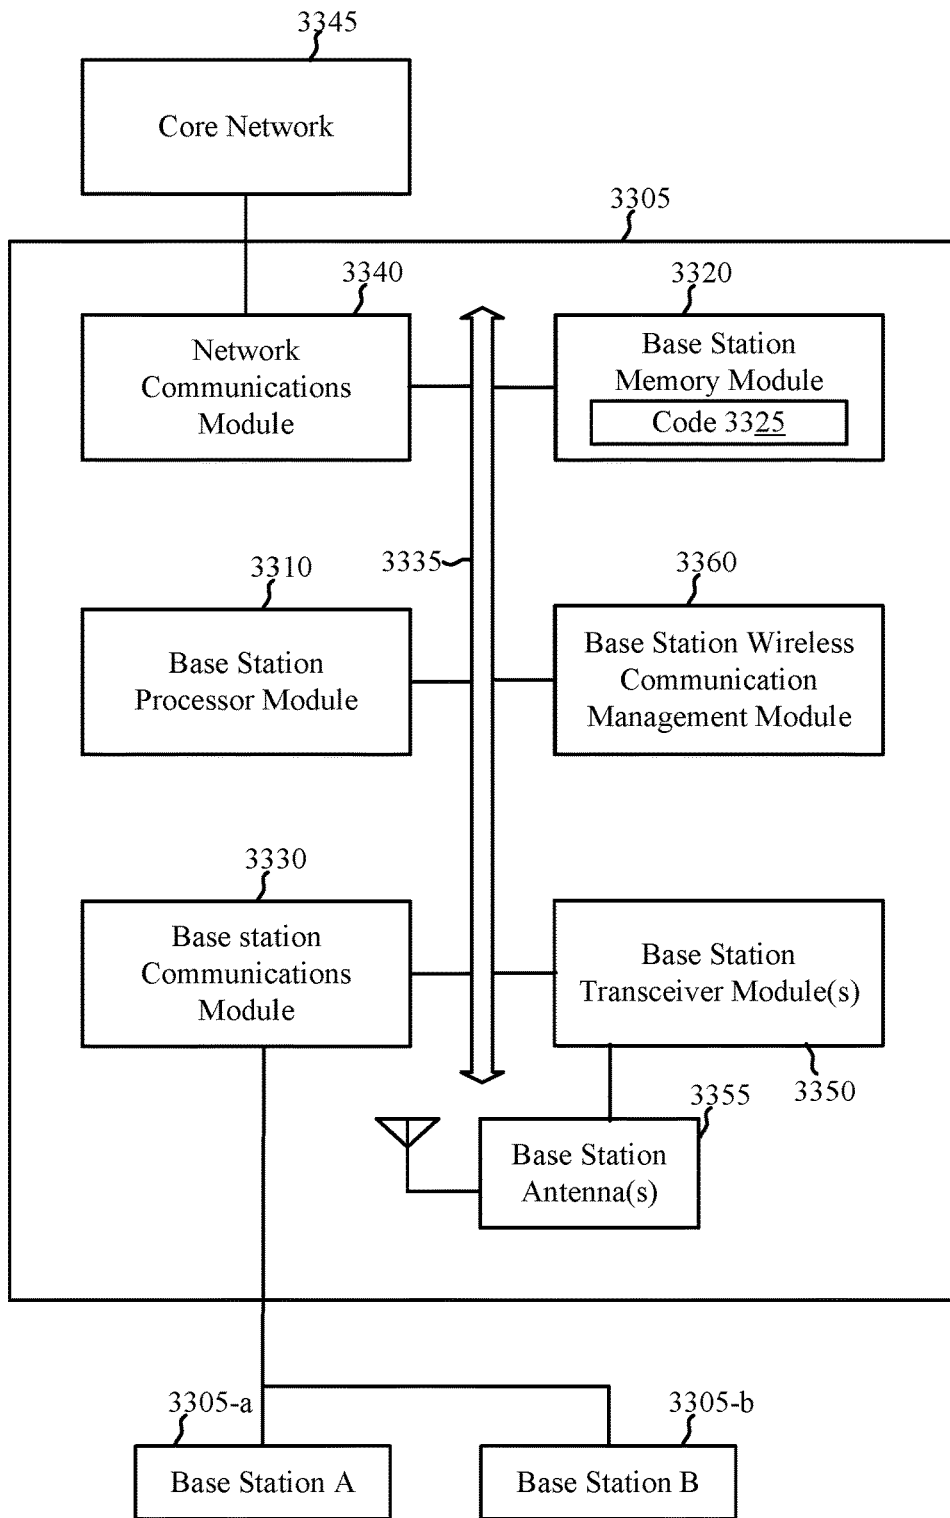 3345
Core Network
3305
3340
3320
Network
Communications
Module
Base Station
Memory Module
Code 3325
3335
3310
3360
Base Station
Processor Module
Base Station Wireless
Communication
Management Module
3330
Base station
Communications
Module
Base Station
Transceiver Module(s)
3350
3355
Base Station
Antenna(s)
3305-a
3305-b
Base Station A
Base Station B